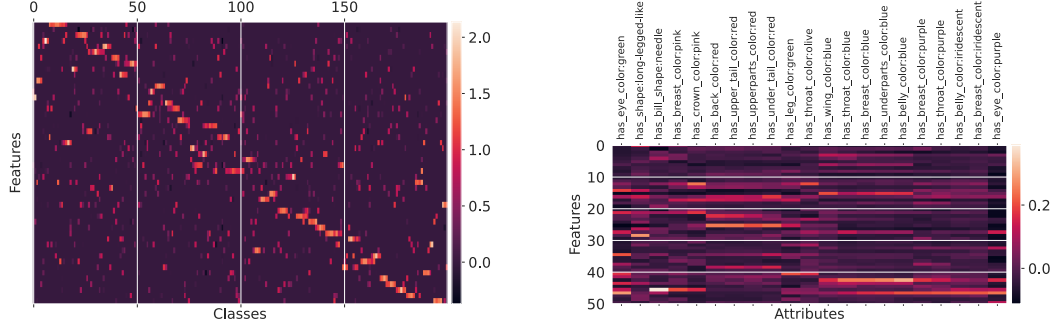 0 50 100 150
Features
Classes
2.0
1.5
1.0
0.5
0.0
has_eye_color:green
has_shape:long-legged-like
has_bill_shape:needle
has_breast_color:pink
has_crown_color:pink
has_back_color:red
has_upper_tail_color:red
has_upperparts_color:red
has_under_tail_color:red
has_leg_color:green
has_throat_color:olive
has_wing_color:blue
has_throat_color:blue
has_breast_color:blue
has_underparts_color:blue
has_belly_color:blue
has_breast_color:purple
has_throat_color:purple
has_belly_color:iridescent
has_breast_color:iridescent
has_eye_color:purple
0
10
20
30
40
50
Features
Attributes
0.2
0.0